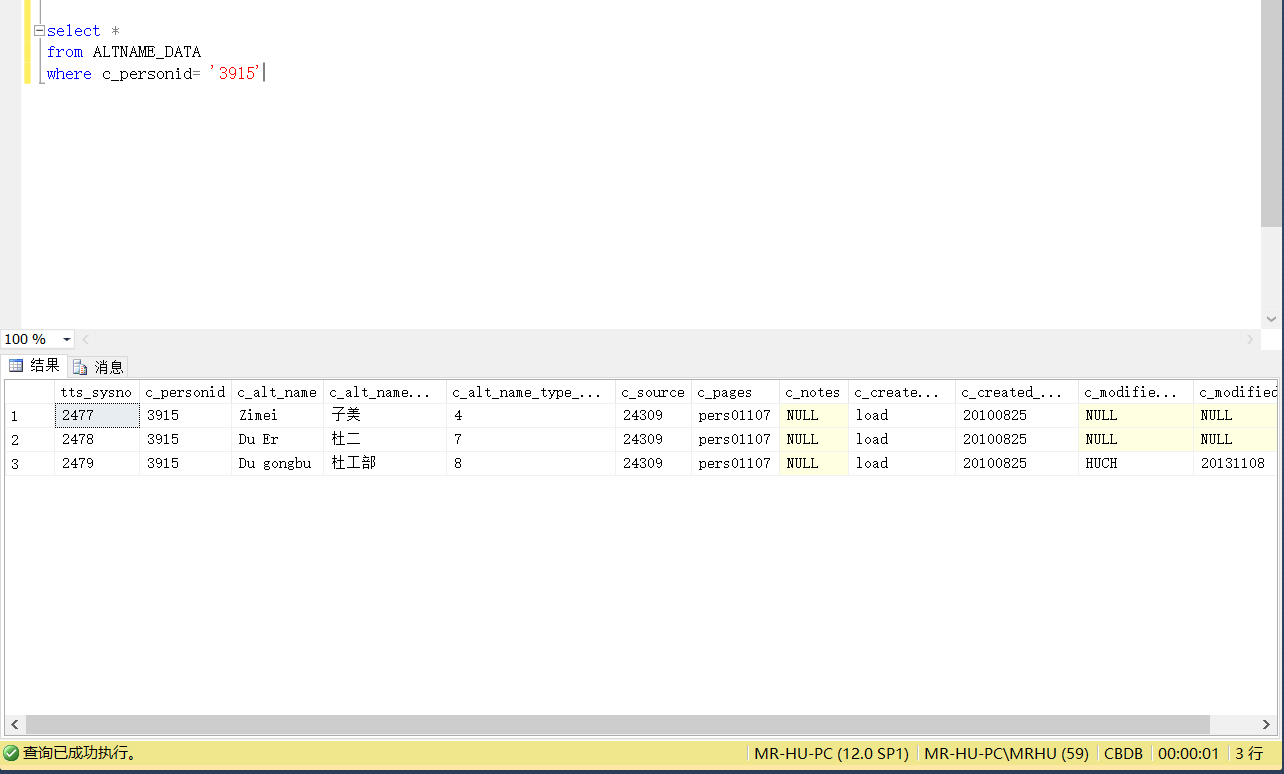 select *
from ALTNAME_DATA
where c_personid= '3915'
100 %
结果 消息
tts_sysno c_personid c_alt_name c_alt_name... c_alt_name_type_... c_source c_pages c_notes c_create... c_created_... c_modifie... c_modified
1 2477 3915 Zimei 子美 4 24309 pers01107 NULL load 20100825 NULL NULL
2 2478 3915 Du Er 杜二 7 24309 pers01107 NULL load 20100825 NULL NULL
3 2479 3915 Du gongbu 杜工部 8 24309 pers01107 NULL load 20100825 HUCH 20131108
查询已成功执行。 MR-HU-PC (12.0 SP1) MR-HU-PC\MRHU (59) CBDB 00:00:01 3 行